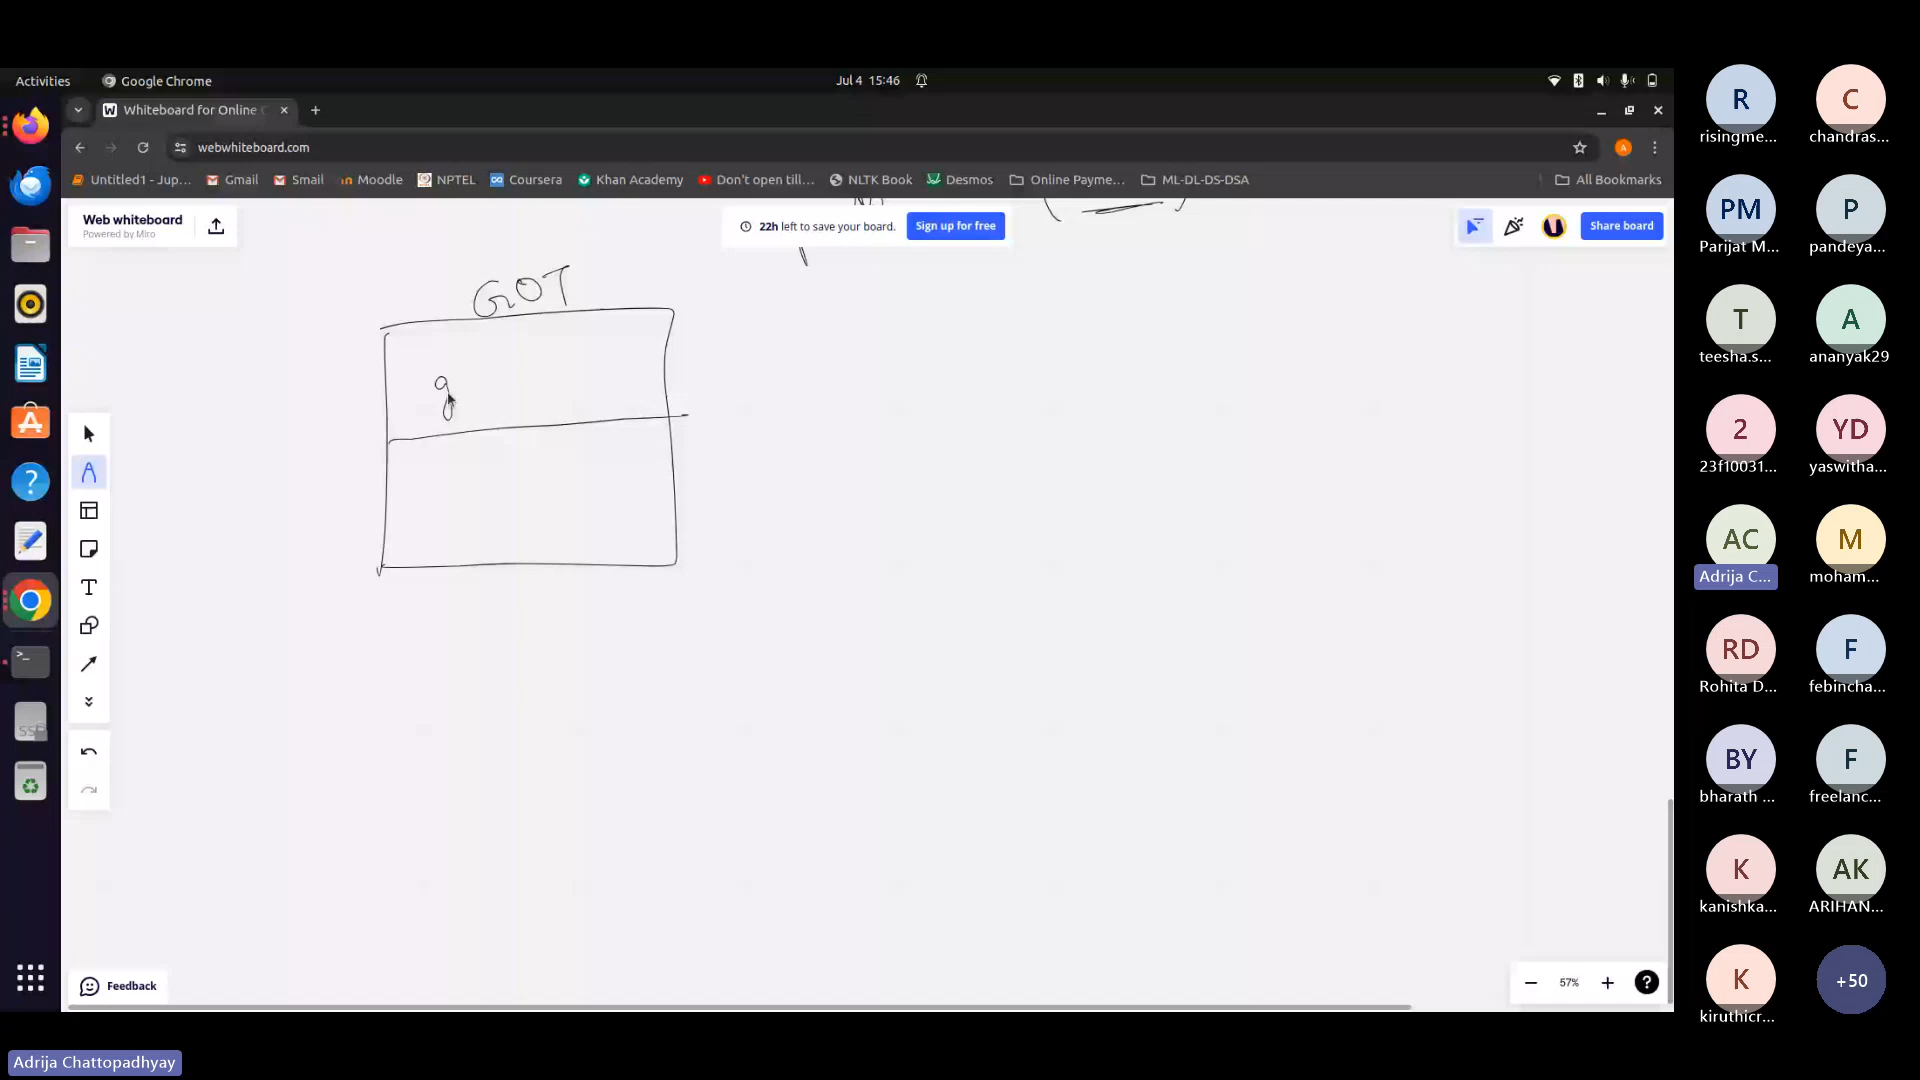 Activities Google Chrome Jul 4 15:46
Whiteboard for Online C
webwhiteboard.com
Untitled1 - Jup... Gmail Smail Moodle NPTEL Coursera Khan Academy Don't open till... NLTK Book Desmos Online Payme... ML-DL-DS-DSA All Bookmarks
Web whiteboard
Powered by Miro
22h left to save your board. Sign up for free
Share board
GOT
g
Feedback
57%
R C
risingme... chandras...
PM P
Parijat M... pandeya...
T A
teesha.s... ananyak29
2 YD
23f10031... yaswitha...
AC M
Adrija C... moham...
RD F
Rohita D... febincha...
BY F
bharath ... freelanc...
K AK
kanishka... ARIHAN...
K +50
kiruthicr...
Adrija Chattopadhyay